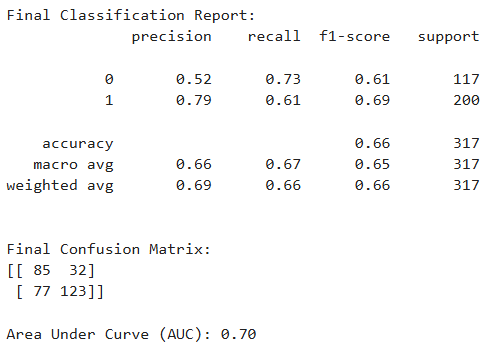 Final Classification Report:
              precision    recall  f1-score   support

           0       0.52      0.73      0.61       117
           1       0.79      0.61      0.69       200

    accuracy                           0.66       317
   macro avg       0.66      0.67      0.65       317
weighted avg       0.69      0.66      0.66       317


Final Confusion Matrix:
[[ 85  32]
 [ 77 123]]

Area Under Curve (AUC): 0.70